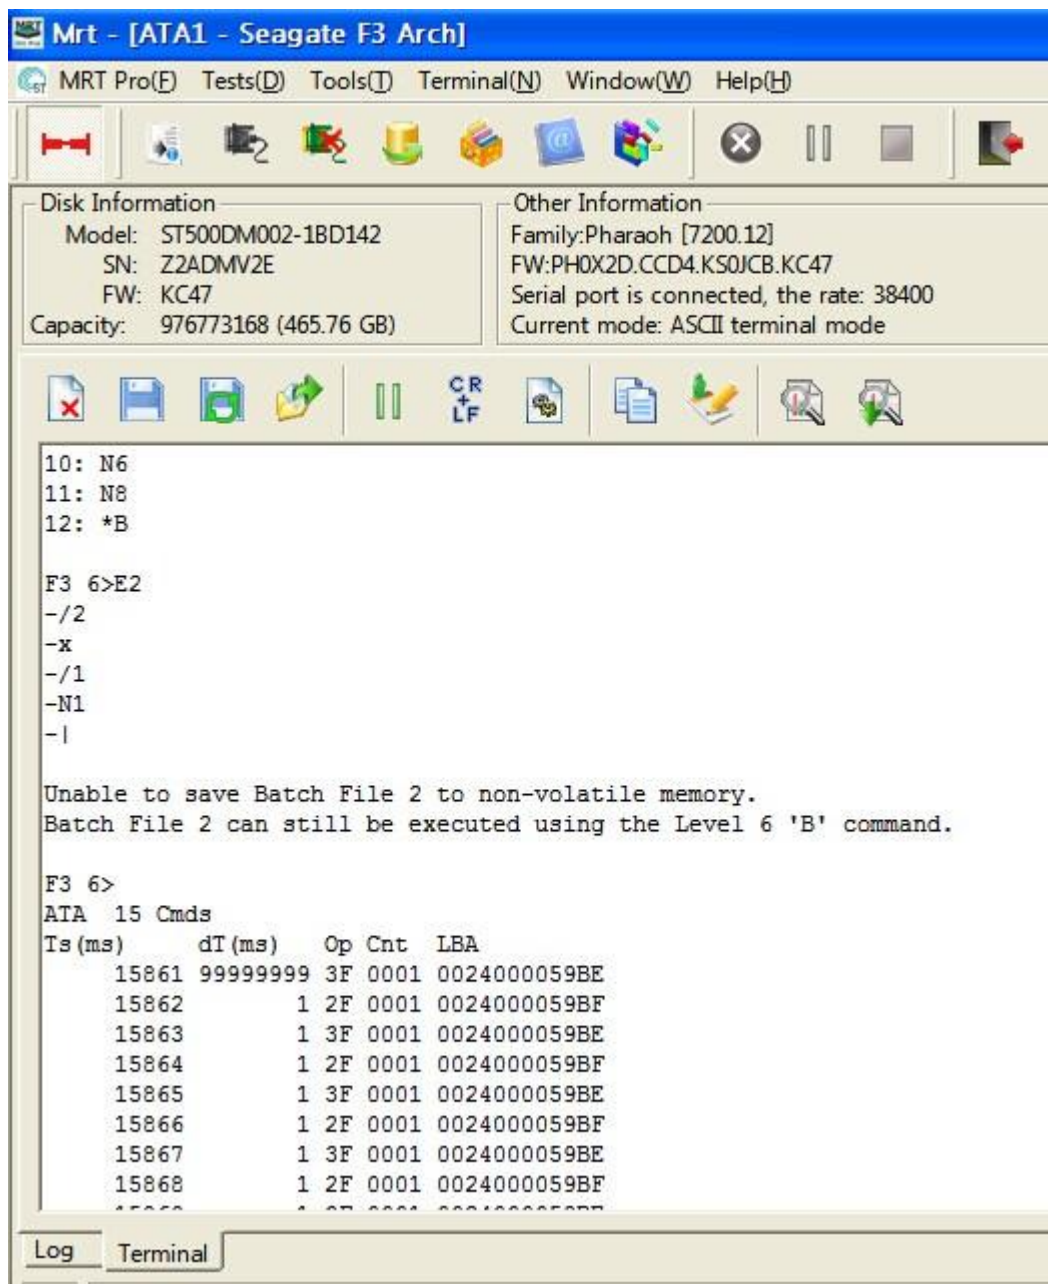 Mrt - [ATA1 - Seagate F3 Arch]
MRT Pro(F) Tests(D) Tools(T) Terminal(N) Window(W) Help(H)
Disk Information
Model: ST500DM002-1BD142
SN: Z2ADMV2E
FW: KC47
Capacity: 976773168 (465.76 GB)
Other Information
Family:Pharaoh [7200.12]
FW:PH0X2D.CCD4.KS0JCB.KC47
Serial port is connected, the rate: 38400
Current mode: ASCII terminal mode
CR
+
LF
10: N6
11: N8
12: *B
F3 6>E2
-/2
-x
-/1
-N1
-|
Unable to save Batch File 2 to non-volatile memory.
Batch File 2 can still be executed using the Level 6 'B' command.
F3 6>
ATA 15 Cmds
Ts(ms) dT(ms) Op Cnt LBA
15861 99999999 3F 0001 0024000059BE
15862 1 2F 0001 0024000059BF
15863 1 3F 0001 0024000059BE
15864 1 2F 0001 0024000059BF
15865 1 3F 0001 0024000059BE
15866 1 2F 0001 0024000059BF
15867 1 3F 0001 0024000059BE
15868 1 2F 0001 0024000059BF
Log Terminal